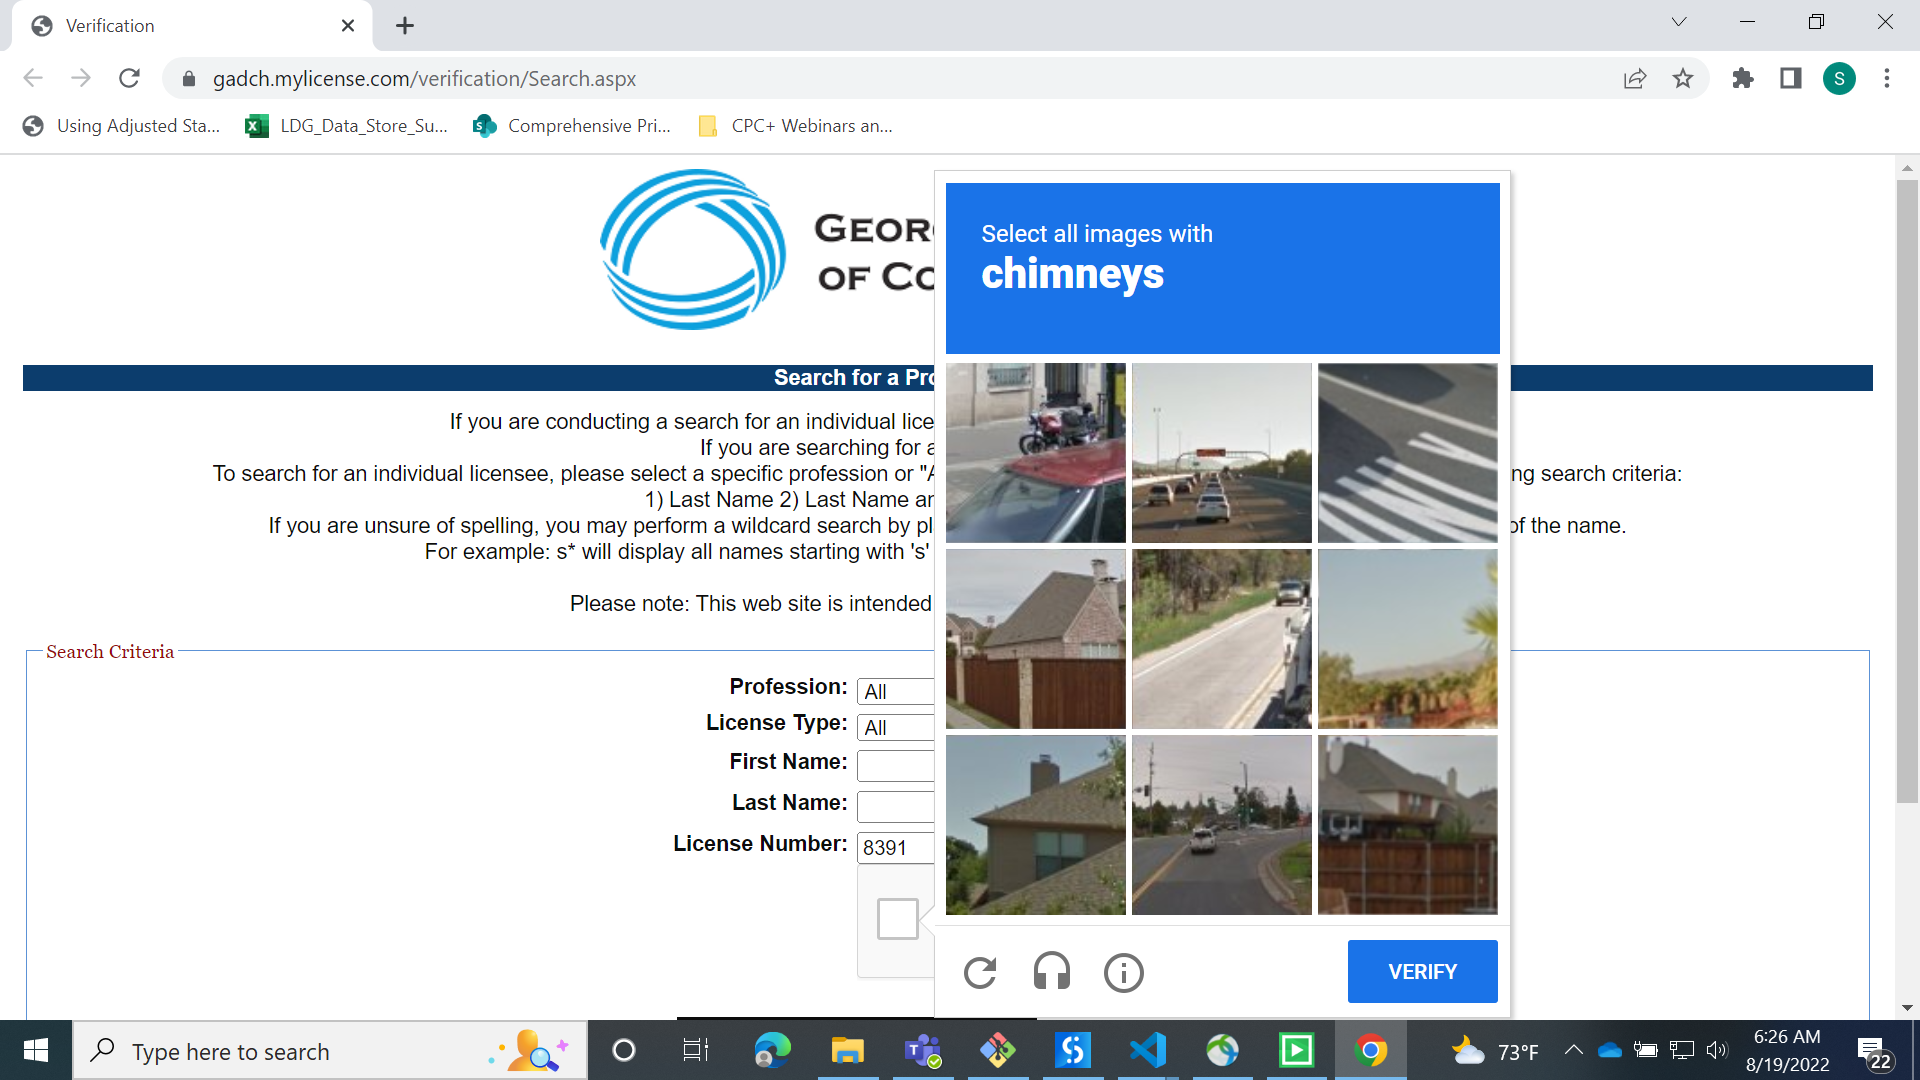 Verification
gadch.mylicense.com/verification/Search.aspx
S
Using Adjusted Sta...
LDG_Data_Store_Su...
Comprehensive Pri...
CPC+ Webinars an...
GEOR
OF CO
Select all images with
chimneys
Search for a Pro
If you are conducting a search for an individual lice
If you are searching for a
To search for an individual licensee, please select a specific profession or "A
ng search criteria:
1) Last Name 2) Last Name an
If you are unsure of spelling, you may perform a wildcard search by pl
of the name.
For example: s* will display all names starting with 's'
Please note: This web site is intended
Search Criteria
Profession: All
License Type: All
First Name:
Last Name:
License Number: 8391
VERIFY
Type here to search
73°F
6:26 AM
8/19/2022
22